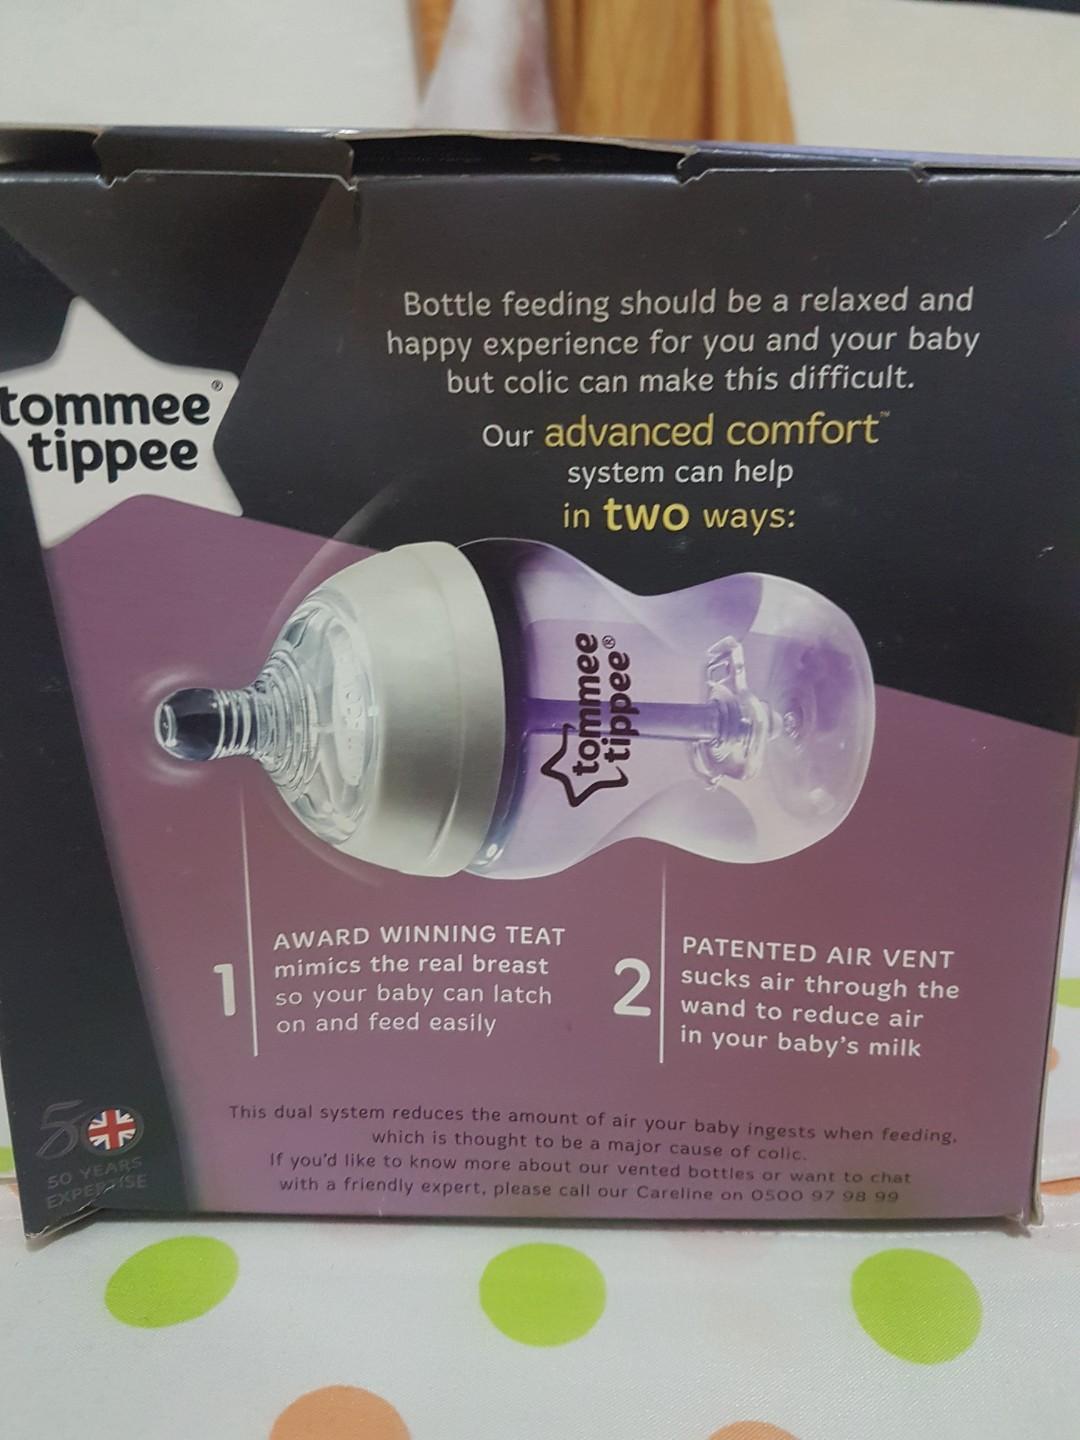 tommee®
tippee
Bottle feeding should be a relaxed and
happy experience for you and your baby
but colic can make this difficult.
Our advanced comfort™
system can help
in two ways:
tommee
tippee®
1
AWARD WINNING TEAT
mimics the real breast
so your baby can latch
on and feed easily
2
PATENTED AIR VENT
sucks air through the
wand to reduce air
in your baby's milk
This dual system reduces the amount of air your baby ingests when feeding,
which is thought to be a major cause of colic.
If you'd like to know more about our vented bottles or want to chat
with a friendly expert, please call our Careline on 0500 97 98 99
50
50 YEARS
EXPERTISE